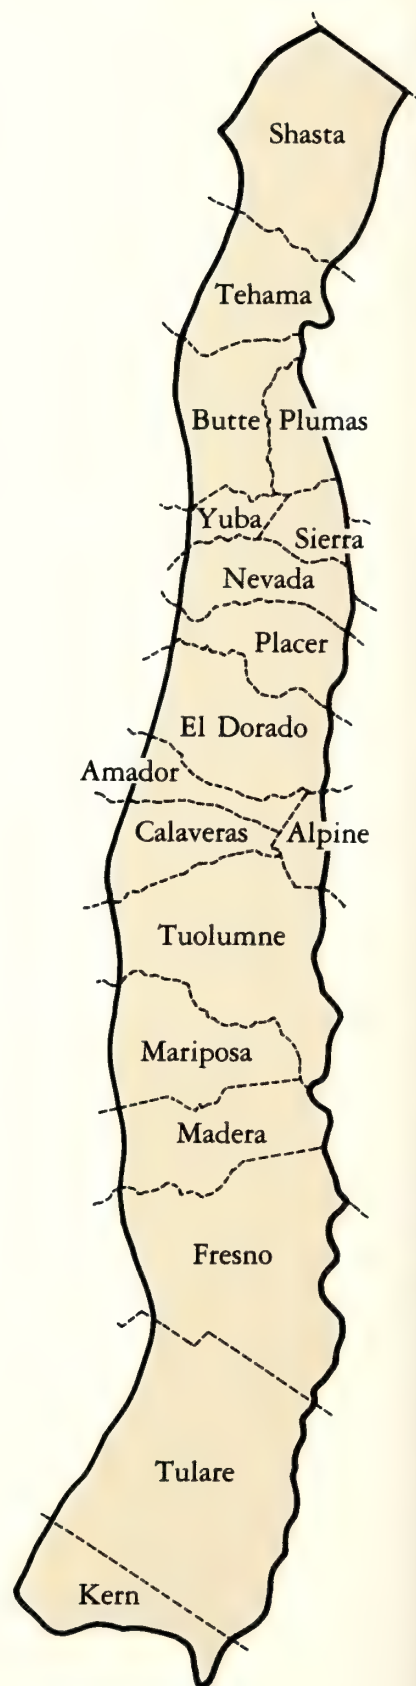 Shasta
Tehama
Butte Plumas
Yuba
Sierra
Nevada
Placer
El Dorado
Amador
Calaveras Alpine
Tuolumne
Mariposa
Madera
Fresno
Tulare
Kern